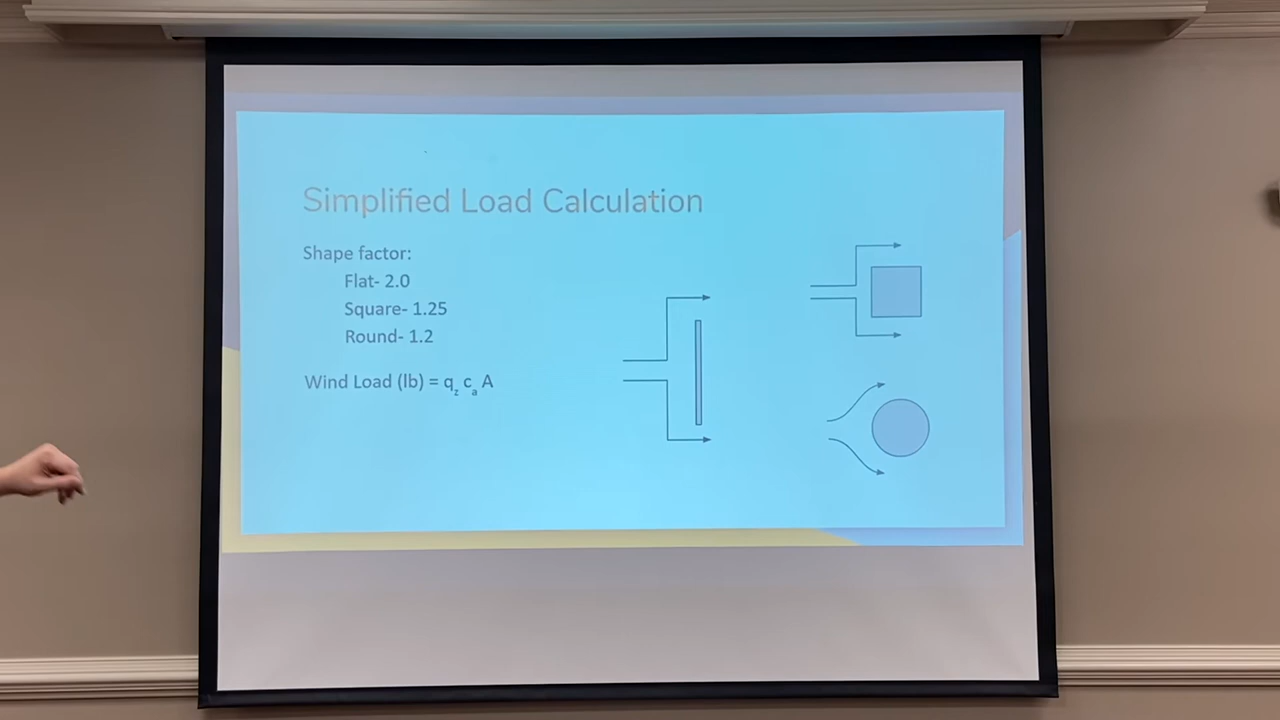 Simplified Load Calculation
Shape factor:
Flat- 2.0
Square- 1.25
Round- 1.2
Wind Load (lb) = q_z c_a A